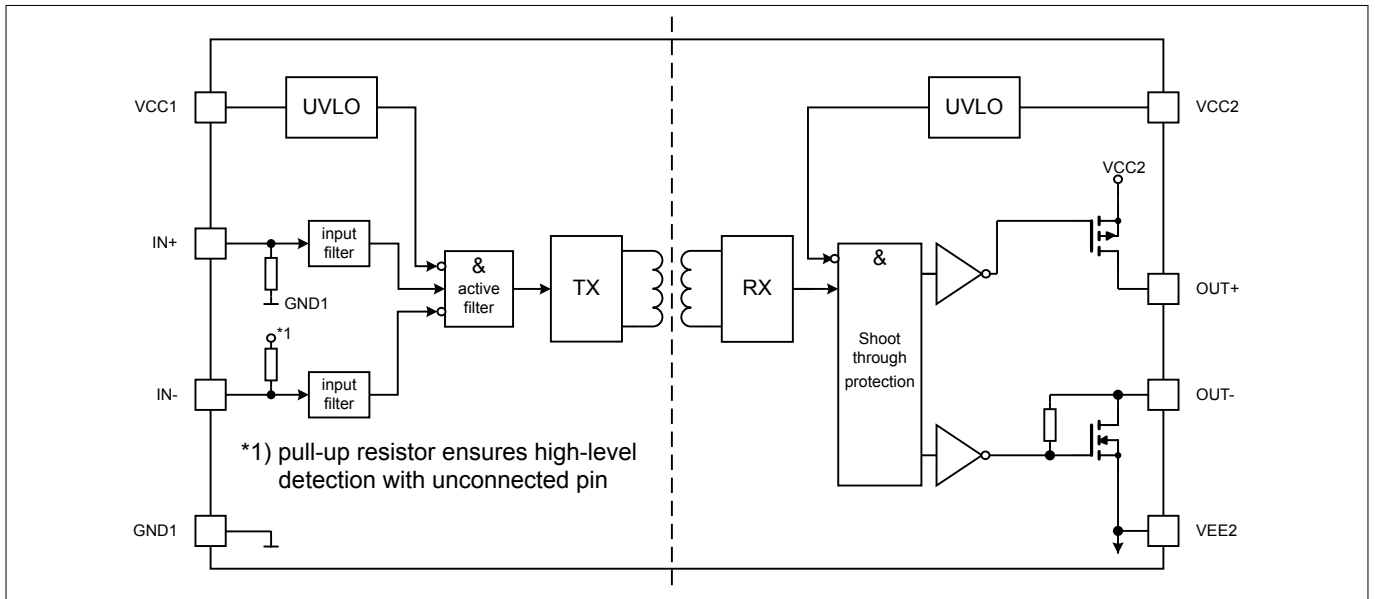 VCC1
UVLO
UVLO
VCC2
VCC2
IN+
input
filter
GND1
&
active
filter
TX
RX
&
Shoot
through
protection
OUT+
*1
IN-
input
filter
OUT-
*1) pull-up resistor ensures high-level
detection with unconnected pin
GND1
VEE2